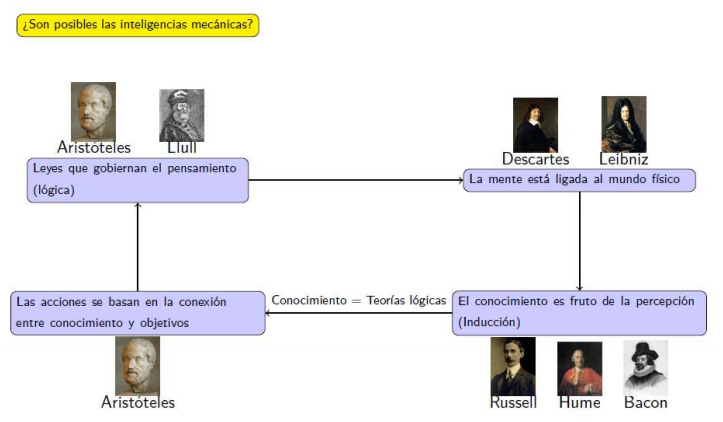 ¿Son posibles las inteligencias mecánicas?
Aristóteles
Llull
Descartes
Leibniz
Leyes que gobiernan el pensamiento
(lógica)
La mente está ligada al mundo físico
Las acciones se basan en la conexión
entre conocimiento y objetivos
Conocimiento = Teorías lógicas
El conocimiento es fruto de la percepción
(Inducción)
Aristóteles
Russell
Hume
Bacon